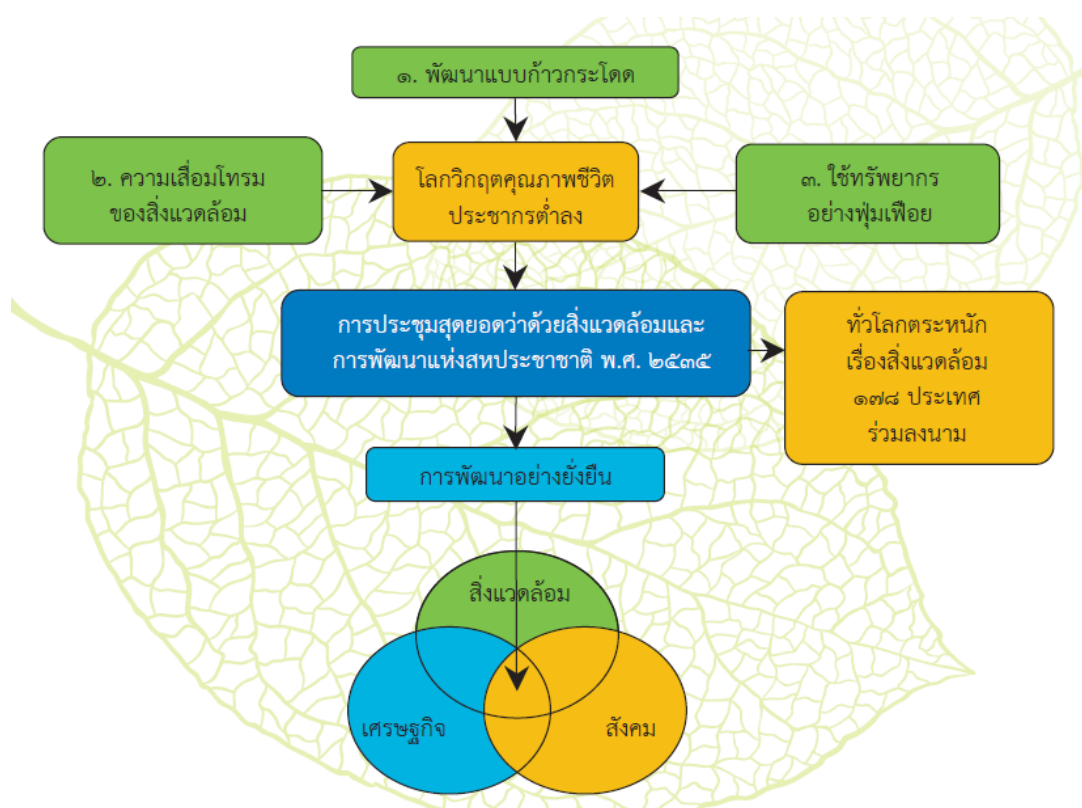 ๑. พัฒนาแบบก้าวกระโดด
๒. ความเสื่อมโทรม
ของสิ่งแวดล้อม
โลกวิกฤตคุณภาพชีวิต
ประชากรต่ำลง
๓. ใช้ทรัพยากร
อย่างฟุ่มเฟือย
การประชุมสุดยอดว่าด้วยสิ่งแวดล้อมและ
การพัฒนาแห่งสหประชาชาติ พ.ศ. ๒๕๓๕
ทั่วโลกตระหนัก
เรื่องสิ่งแวดล้อม
๑๗๘ ประเทศ
ร่วมลงนาม
การพัฒนาอย่างยั่งยืน
สิ่งแวดล้อม
เศรษฐกิจ
สังคม